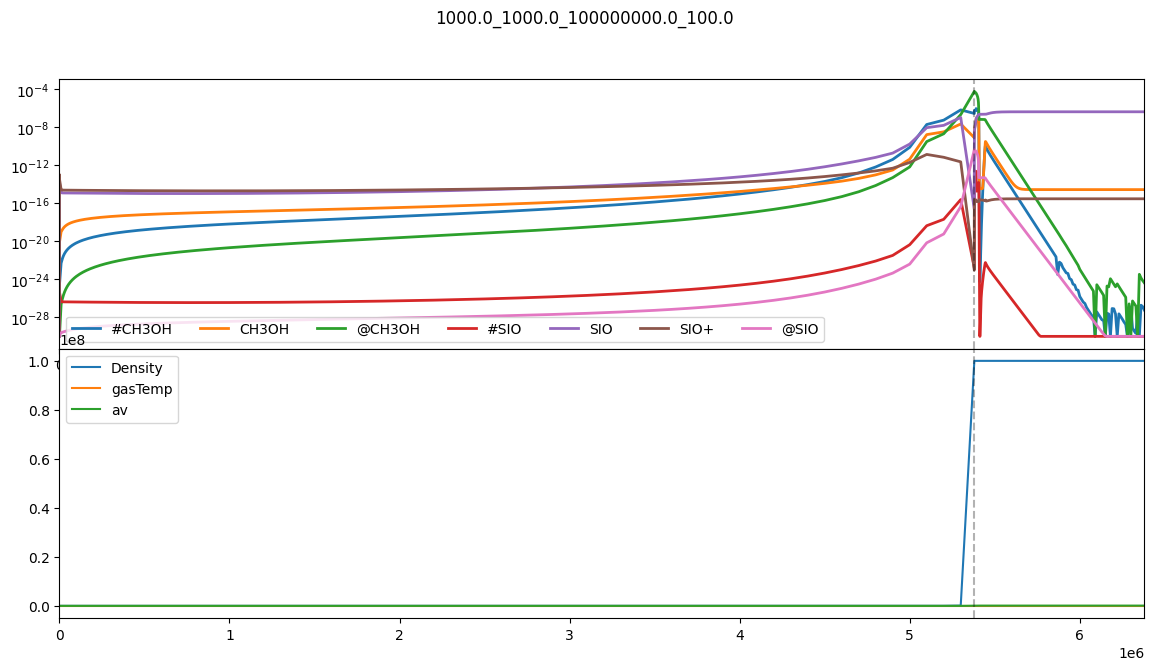 1000.0_1000.0_100000000.0_100.0
10⁻⁴
10⁻⁸
10⁻¹²
10⁻¹⁶
10⁻²⁰
10⁻²⁴
10⁻²⁸
#CH3OH CH3OH @CH3OH #SIO SIO SIO+ @SIO
1e8
1.0
Density
gasTemp
av
0.8
0.6
0.4
0.2
0.0
0 1 2 3 4 5 6
1e6